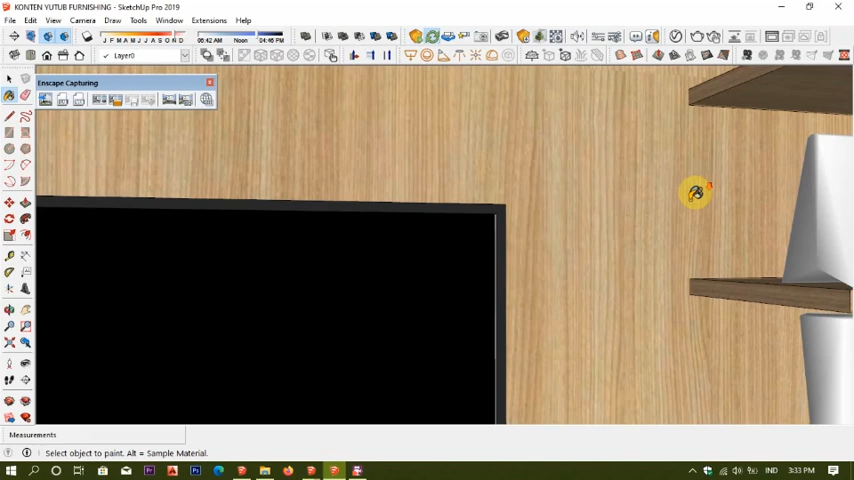 KONTEN YUTUB FURNISHING* - SketchUp Pro 2019
File Edit View Camera Draw Tools Window Extensions Help
J F M A M J J A S O N D
06:42 AM Noon 04:46 PM
Layer0
Enscape Capturing
Measurements
Select object to paint. Alt = Sample Material.
IND 3:33 PM